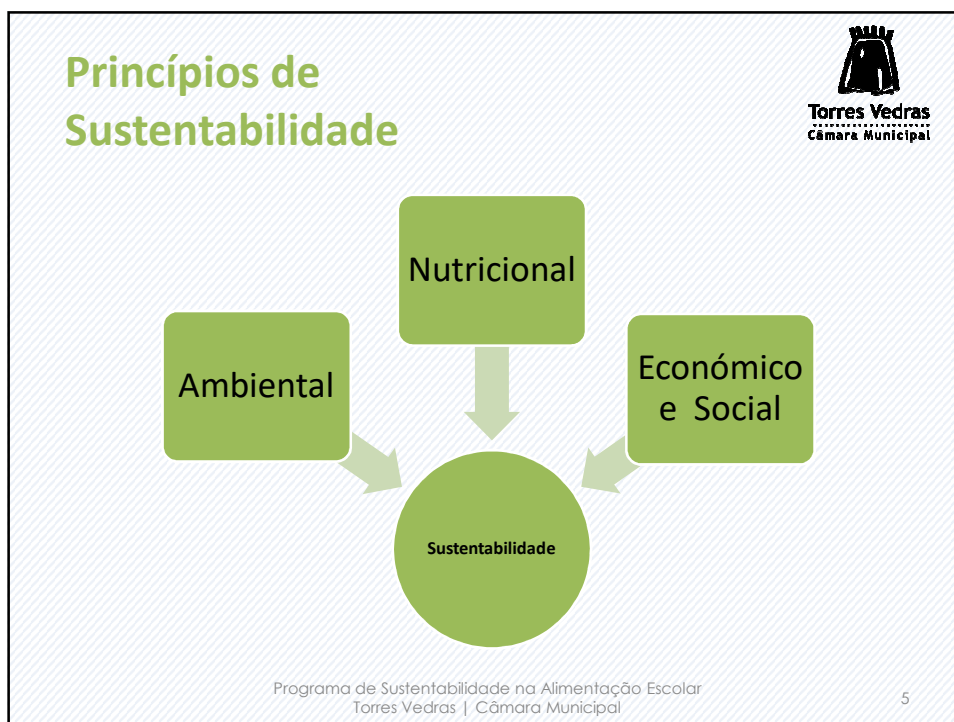 Princípios de
Sustentabilidade
Torres Vedras
Câmara Municipal
Nutricional
Ambiental
Económico
e Social
Sustentabilidade
Programa de Sustentabilidade na Alimentação Escolar
Torres Vedras | Câmara Municipal
5